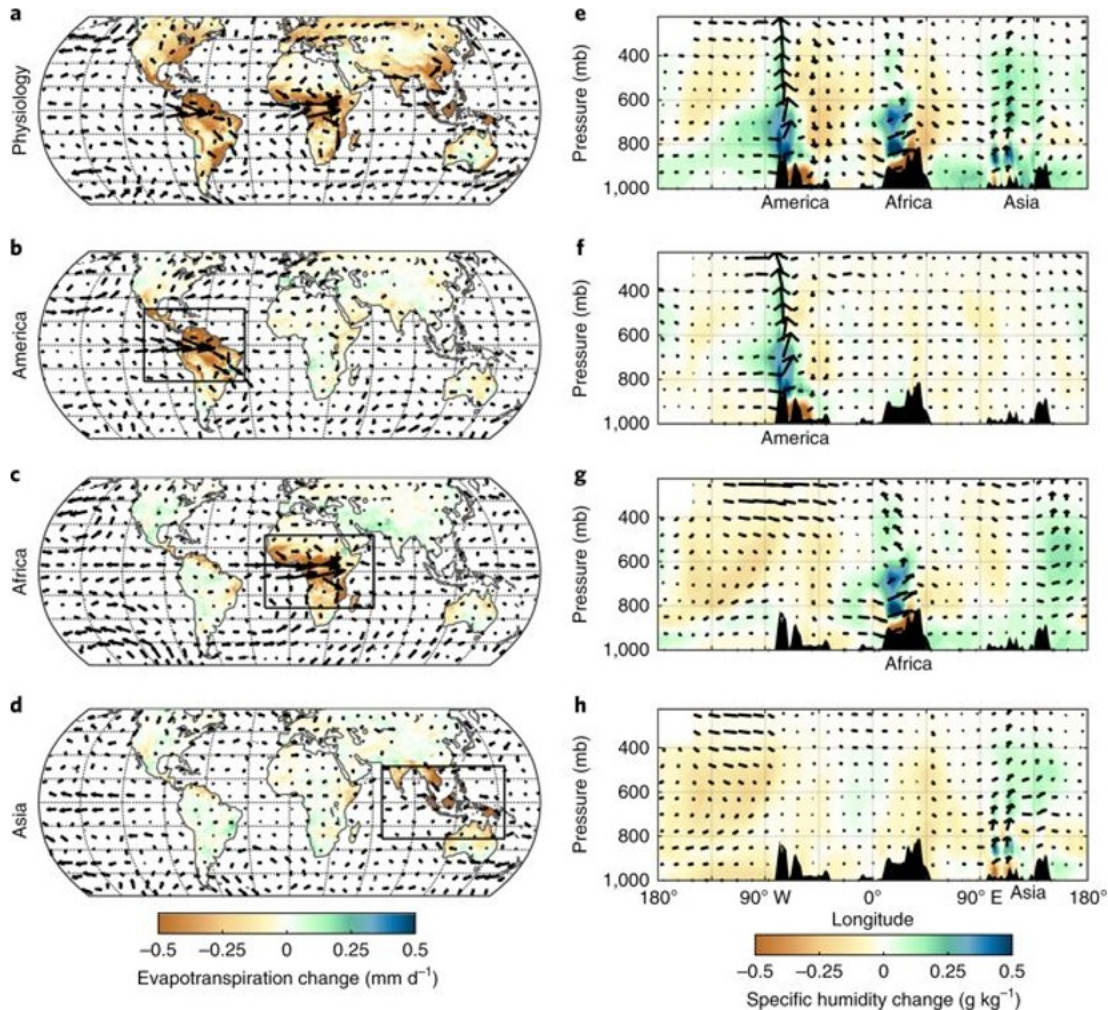 a
Physiology
b
America
c
Africa
d
Asia
−0.5 −0.25 0 0.25 0.5
Evapotranspiration change (mm d−1)
e
Pressure (mb)
400
600
800
1,000
America Africa Asia
f
Pressure (mb)
400
600
800
1,000
America
g
Pressure (mb)
400
600
800
1,000
Africa
h
Pressure (mb)
400
600
800
1,000
Asia
180° 90° W 0° 90° E 180°
Longitude
−0.5 −0.25 0 0.25 0.5
Specific humidity change (g kg−1)